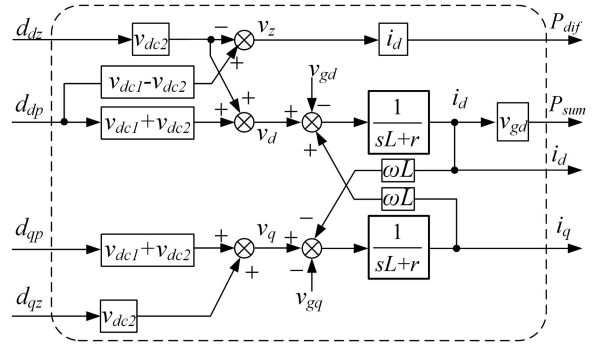 d_dz v_dc2 − v_z i_d P_dif
+
v_dc1-v_dc2 v_gd
+ − i_d
d_dp v_dc1+v_dc2 + v_d + 1/(sL+r) v_gd P_sum
+ ωL i_d
ωL
−
d_qp v_dc1+v_dc2 + v_q + 1/(sL+r) i_q
+ −
d_qz v_dc2 v_gq